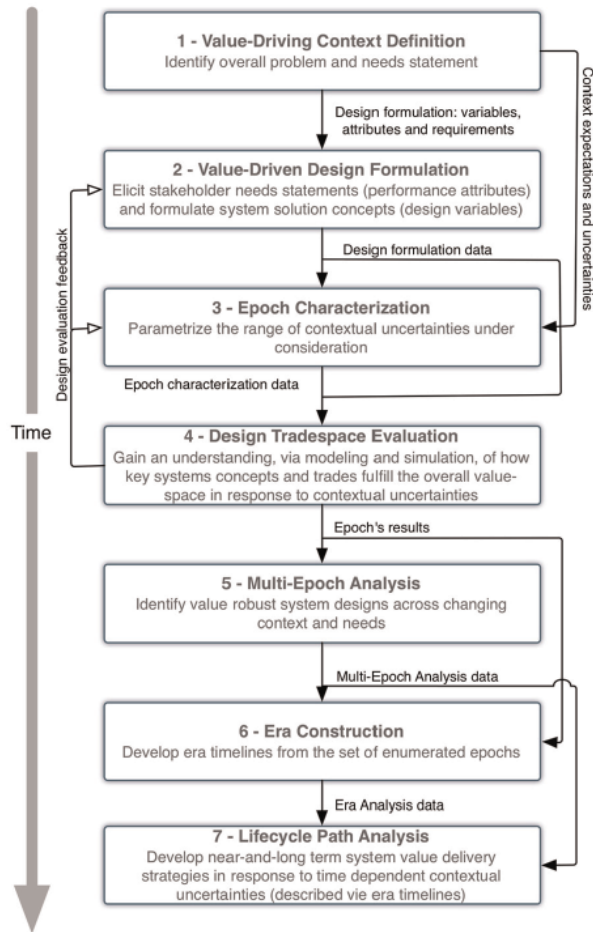 1 - Value-Driving Context Definition
Identify overall problem and needs statement
Context expectations and uncertainties
Design formulation: variables,
attributes and requirements
2 - Value-Driven Design Formulation
Elicit stakeholder needs statements (performance attributes)
and formulate system solution concepts (design variables)
Design evaluation feedback
Design formulation data
3 - Epoch Characterization
Parametrize the range of contextual uncertainties under
consideration
Epoch characterization data
Time
4 - Design Tradespace Evaluation
Gain an understanding, via modeling and simulation, of how
key systems concepts and trades fulfill the overall value-
space in response to contextual uncertainties
Epoch's results
5 - Multi-Epoch Analysis
Identify value robust system designs across changing
context and needs
Multi-Epoch Analysis data
6 - Era Construction
Develop era timelines from the set of enumerated epochs
Era Analysis data
7 - Lifecycle Path Analysis
Develop near-and-long term system value delivery
strategies in response to time dependent contextual
uncertainties (described vie era timelines)